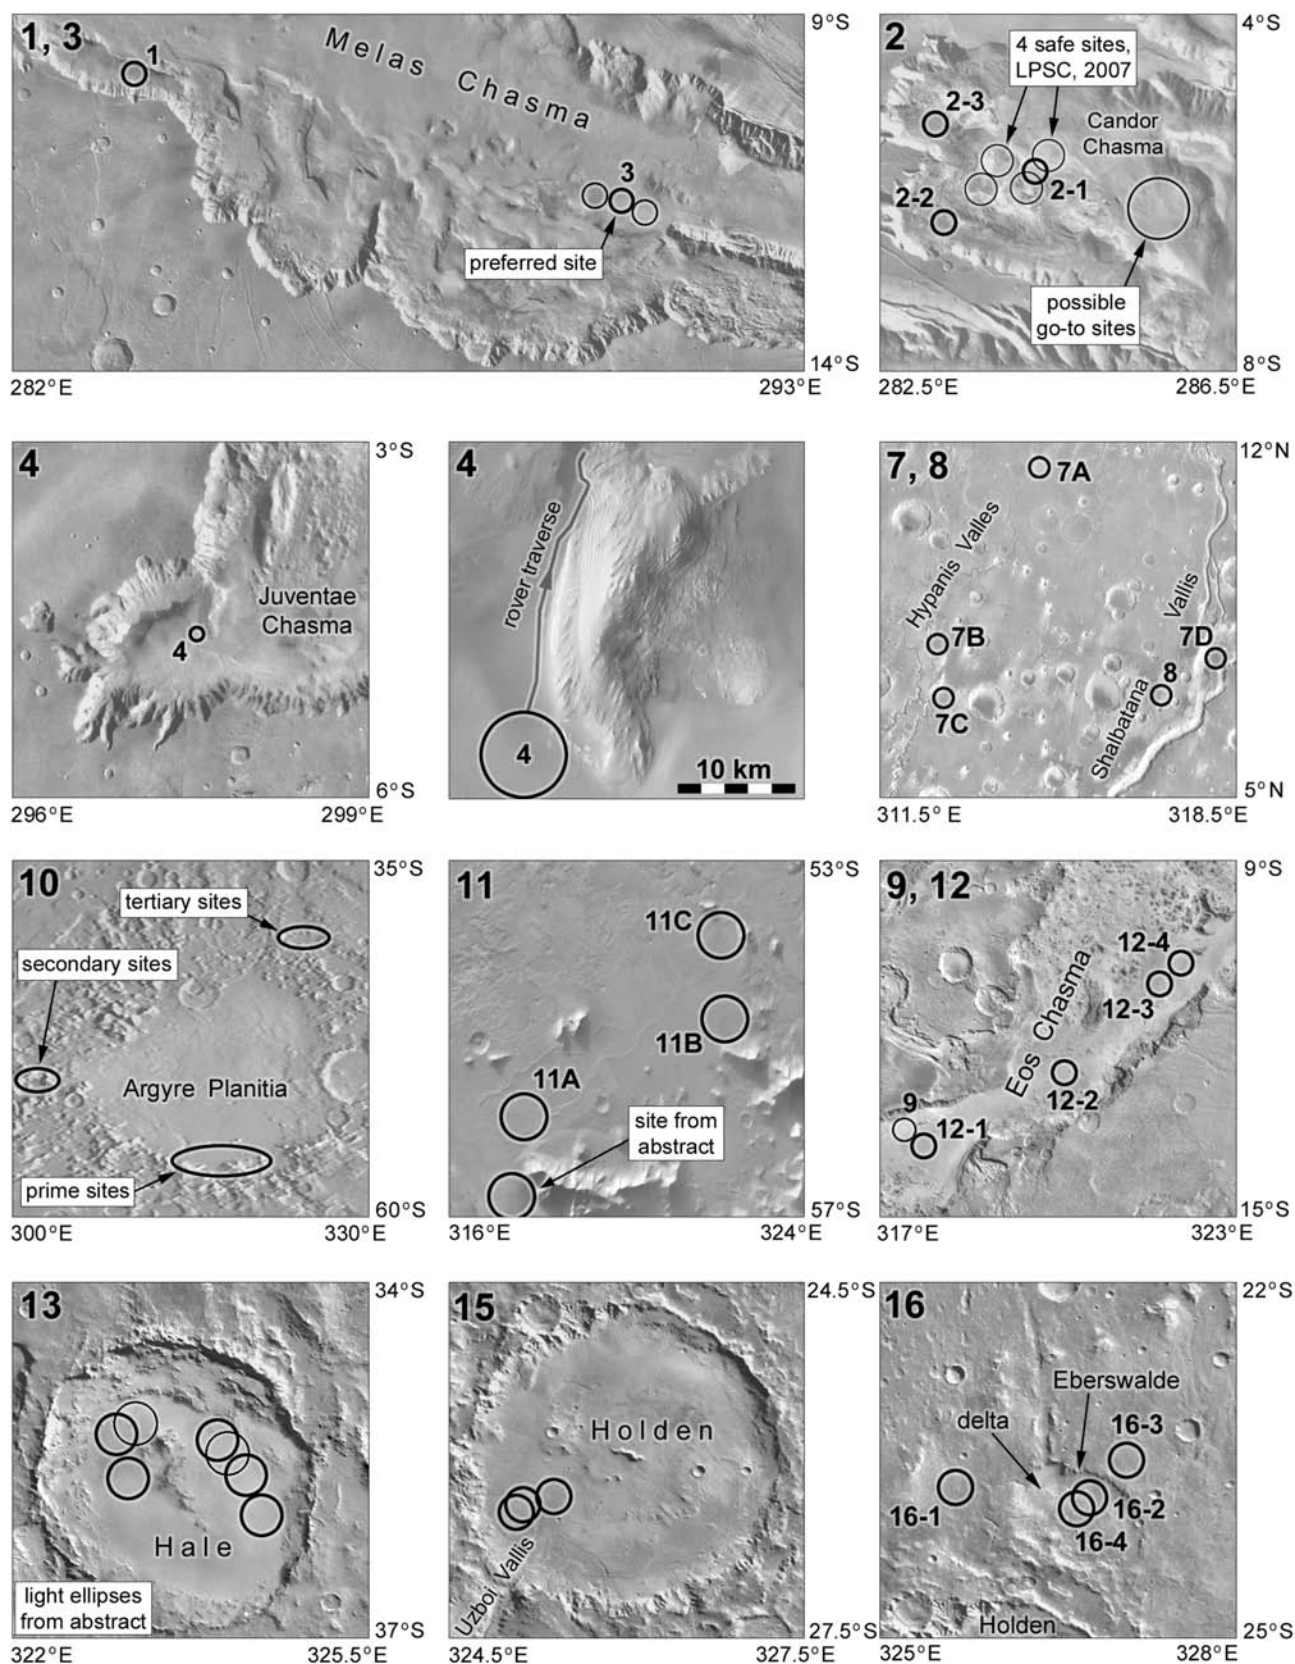 1, 3
1
Melas Chasma
3
preferred site
9°S
14°S
282°E
293°E
2
4 safe sites,
LPSC, 2007
2-3
Candor
Chasma
2-2
2-1
possible
go-to sites
4°S
8°S
282.5°E
286.5°E
4
Juventae
Chasma
4
3°S
6°S
296°E
299°E
4
rover traverse
4
10 km
7, 8
7A
Hypanis Valles
Vallis
7B
7D
8
7C
Shalbatana
12°N
5°N
311.5°E
318.5°E
10
tertiary sites
secondary sites
Argyre Planitia
prime sites
35°S
60°S
300°E
330°E
11
11C
11B
11A
site from
abstract
53°S
57°S
316°E
324°E
9, 12
12-4
Eos Chasma
12-3
12-2
9
12-1
9°S
15°S
317°E
323°E
13
Hale
light ellipses
from abstract
34°S
37°S
322°E
325.5°E
15
Holden
Uzboi Vallis
24.5°S
27.5°S
324.5°E
327.5°E
16
Eberswalde
delta
16-3
16-1
16-2
16-4
Holden
22°S
25°S
325°E
328°E